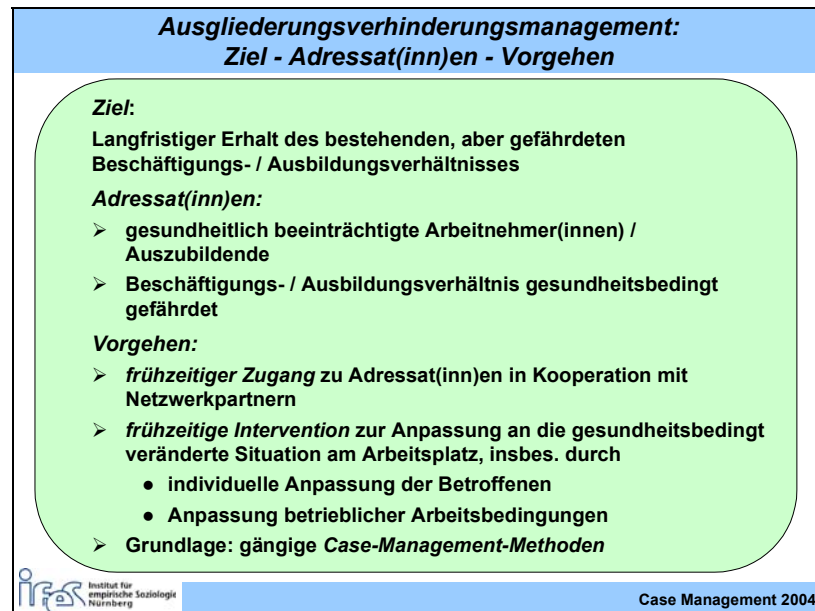 Ausgliederungsverhinderungsmanagement:
Ziel - Adressat(inn)en - Vorgehen
Ziel:
Langfristiger Erhalt des bestehenden, aber gefährdeten
Beschäftigungs- / Ausbildungsverhältnisses
Adressat(inn)en:
➢ gesundheitlich beeinträchtigte Arbeitnehmer(innen) /
Auszubildende
➢ Beschäftigungs- / Ausbildungsverhältnis gesundheitsbedingt
gefährdet
Vorgehen:
➢ frühzeitiger Zugang zu Adressat(inn)en in Kooperation mit
Netzwerkpartnern
➢ frühzeitige Intervention zur Anpassung an die gesundheitsbedingt
veränderte Situation am Arbeitsplatz, insbes. durch
● individuelle Anpassung der Betroffenen
● Anpassung betrieblicher Arbeitsbedingungen
➢ Grundlage: gängige Case-Management-Methoden
ifes
Institut für
empirische Soziologie
Nürnberg
Case Management 2004